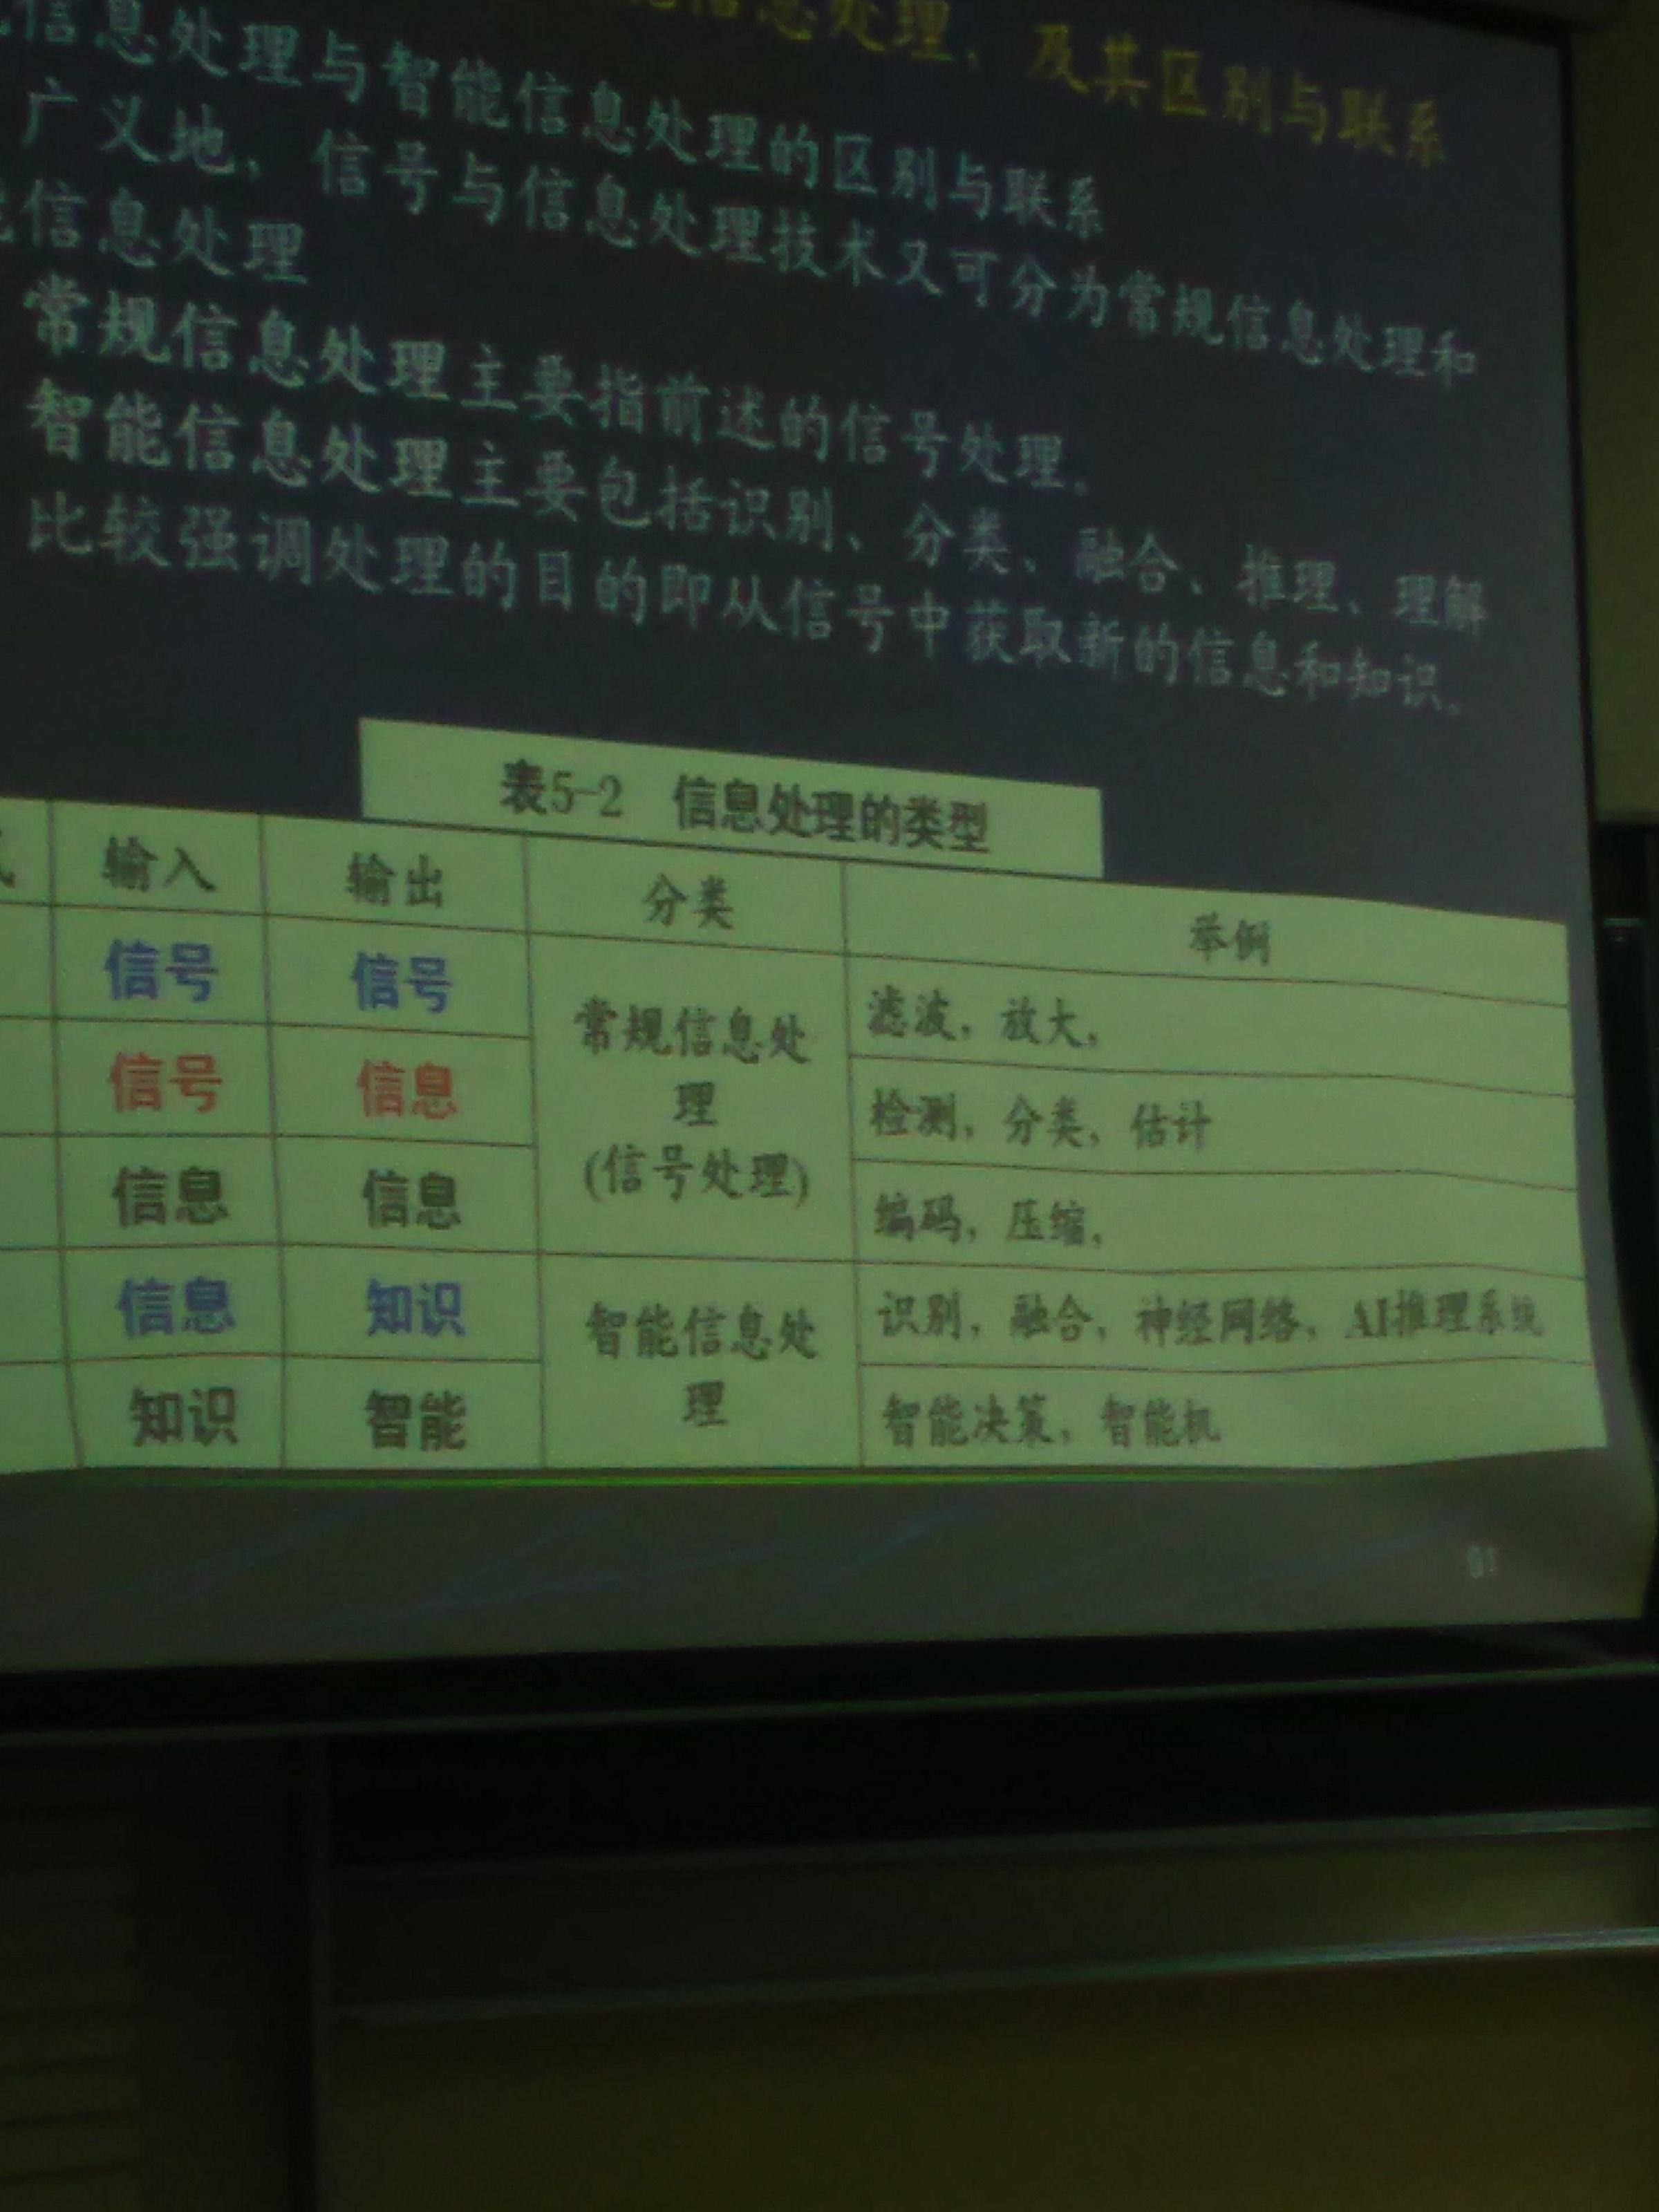 信息处理，及其区别与联系
信息处理与智能信息处理的区别与联系
广义地，信号与信息处理技术又可分为常规信息处理和
信息处理
常规信息处理主要指前述的信号处理。
智能信息处理主要包括识别、分类、融合、推理、理解
比较强调处理的目的即从信号中获取新的信息和知识。
表5-2 信息处理的类型
输入 输出 分类 举例
信号 信号 常规信息处理(信号处理) 滤波，放大，
信号 信息 检测，分类，估计
信息 信息 编码，压缩，
信息 知识 智能信息处理 识别，融合，神经网络，AI推理系统
知识 智能 智能决策，智能机
91